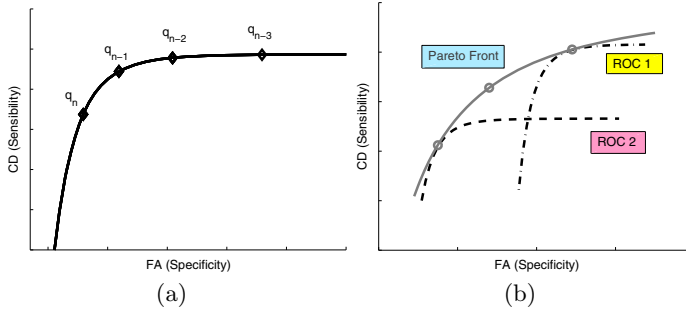 q_n
q_{n-1}
q_{n-2}
q_{n-3}
CD (Sensibility)
FA (Specificity)
(a)
Pareto Front
ROC 1
ROC 2
CD (Sensibility)
FA (Specificity)
(b)